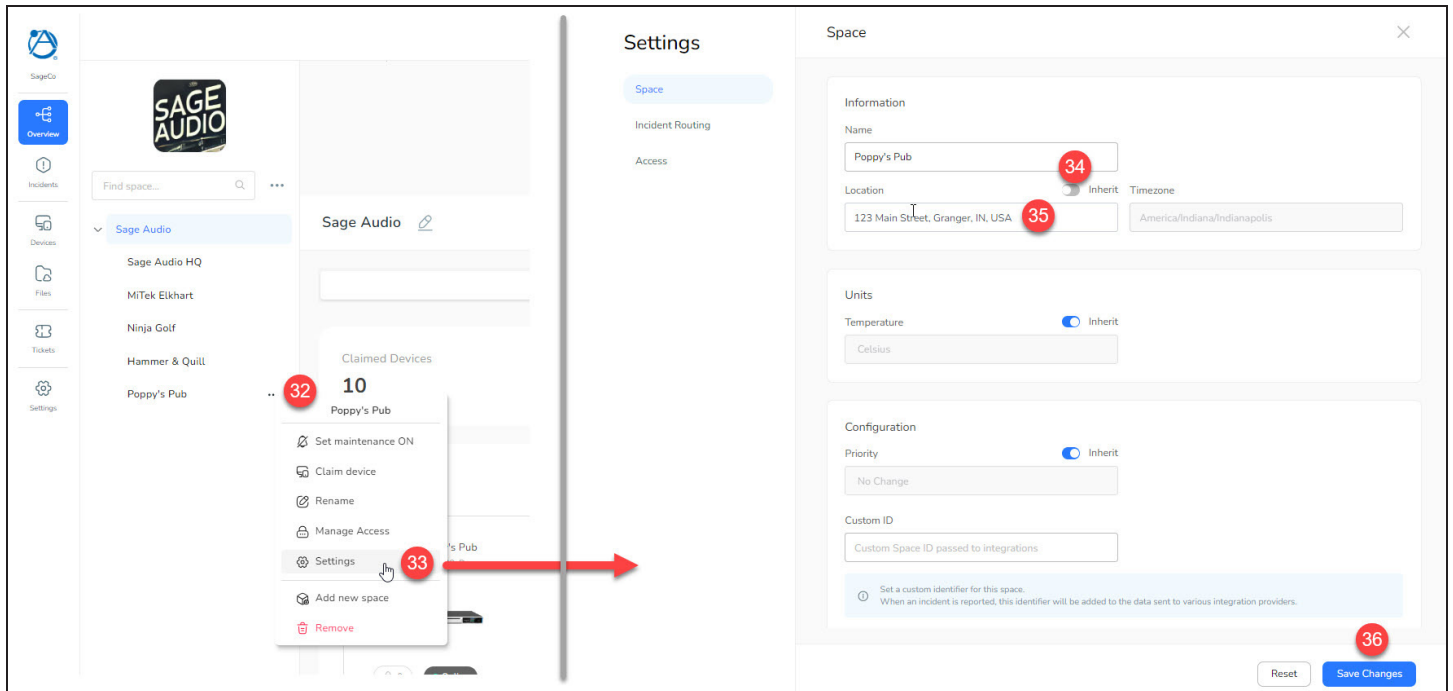 SageCo
Overview
Incidents
Devices
Files
Tickets
Settings
SAGE
AUDIO
Find space...
Sage Audio
Sage Audio HQ
MiTek Elkhart
Ninja Golf
Hammer & Quill
Poppy's Pub
32
Sage Audio
Claimed Devices
10
Poppy's Pub
Set maintenance ON
Claim device
Rename
Manage Access
Settings
33
Add new space
Remove
's Pub
Settings
Space
Incident Routing
Access
Space
Information
Name
Poppy's Pub
34
Location Inherit Timezone
123 Main Street, Granger, IN, USA 35 America/Indiana/Indianapolis
Units
Temperature Inherit
Celsius
Configuration
Priority Inherit
No Change
Custom ID
Custom Space ID passed to integrations
Set a custom identifier for this space.
When an incident is reported, this identifier will be added to the data sent to various integration providers.
36
Reset Save Changes